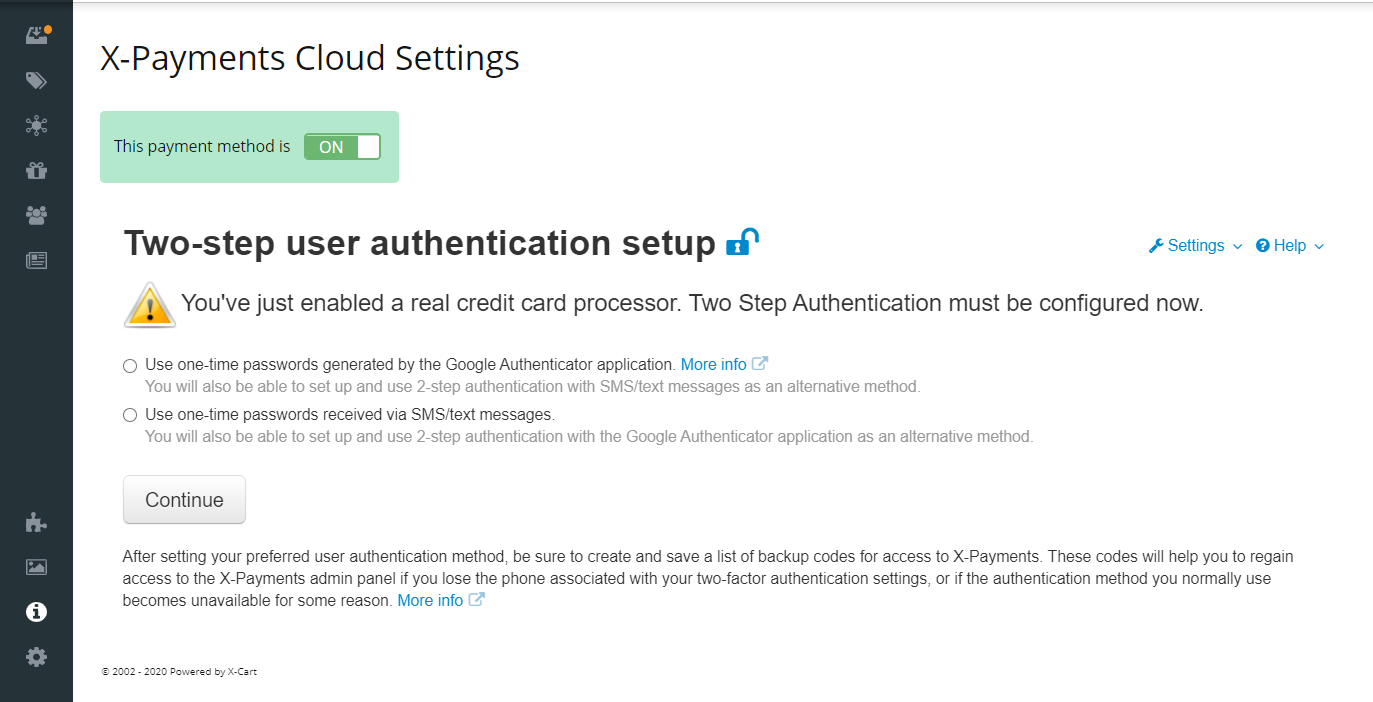 X-Payments Cloud Settings
This payment method is ON
Two-step user authentication setup
Settings Help
You've just enabled a real credit card processor. Two Step Authentication must be configured now.
Use one-time passwords generated by the Google Authenticator application. More info
You will also be able to set up and use 2-step authentication with SMS/text messages as an alternative method.
Use one-time passwords received via SMS/text messages.
You will also be able to set up and use 2-step authentication with the Google Authenticator application as an alternative method.
Continue
After setting your preferred user authentication method, be sure to create and save a list of backup codes for access to X-Payments. These codes will help you to regain
access to the X-Payments admin panel if you lose the phone associated with your two-factor authentication settings, or if the authentication method you normally use
becomes unavailable for some reason. More info
© 2002 - 2020 Powered by X-Cart